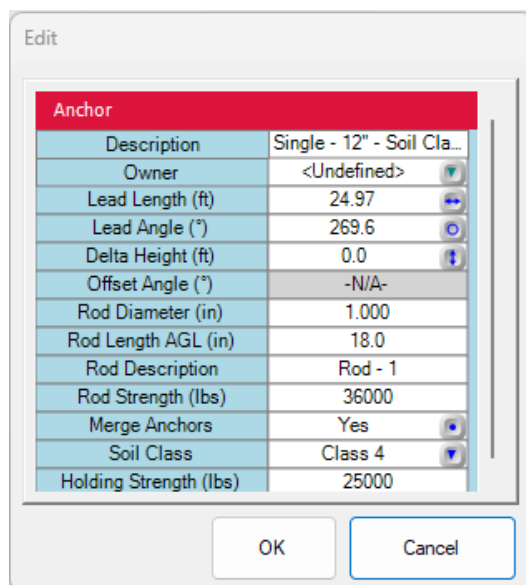 Edit
Anchor
Description Single - 12" - Soil Cla...
Owner <Undefined>
Lead Length (ft) 24.97
Lead Angle (°) 269.6
Delta Height (ft) 0.0
Offset Angle (°) -N/A-
Rod Diameter (in) 1.000
Rod Length AGL (in) 18.0
Rod Description Rod - 1
Rod Strength (lbs) 36000
Merge Anchors Yes
Soil Class Class 4
Holding Strength (lbs) 25000
OK Cancel